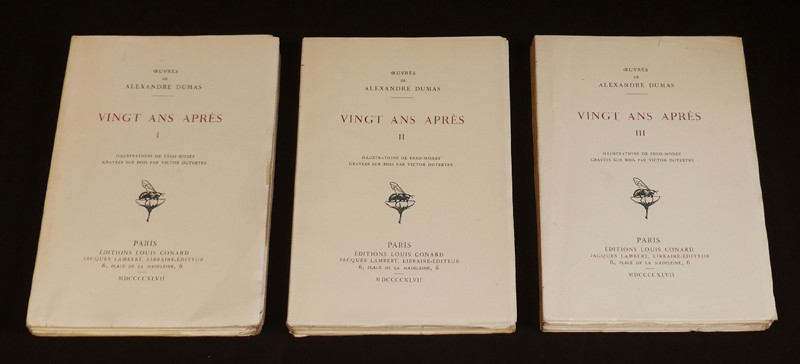 ŒUVRES
DE
ALEXANDRE DUMAS
VINGT ANS APRÈS
I
ILLUSTRATIONS DE FRED-MONEY
GRAVÉES SUR BOIS PAR VICTOR DUTERTRE
PARIS
ÉDITIONS LOUIS CONARD
JACQUES LAMBERT, LIBRAIRE-ÉDITEUR
6, PLACE DE LA MADELEINE, 6
MDCCCCXLVII
ŒUVRES
DE
ALEXANDRE DUMAS
VINGT ANS APRÈS
II
ILLUSTRATIONS DE FRED-MONEY
GRAVÉES SUR BOIS PAR VICTOR DUTERTRE
PARIS
ÉDITIONS LOUIS CONARD
JACQUES LAMBERT, LIBRAIRE-ÉDITEUR
6, PLACE DE LA MADELEINE, 6
MDCCCCXLVII
ŒUVRES
DE
ALEXANDRE DUMAS
VINGT ANS APRÈS
III
ILLUSTRATIONS DE FRED-MONEY
GRAVÉES SUR BOIS PAR VICTOR DUTERTRE
PARIS
ÉDITIONS LOUIS CONARD
JACQUES LAMBERT, LIBRAIRE-ÉDITEUR
6, PLACE DE LA MADELEINE, 6
MDCCCCXLVII